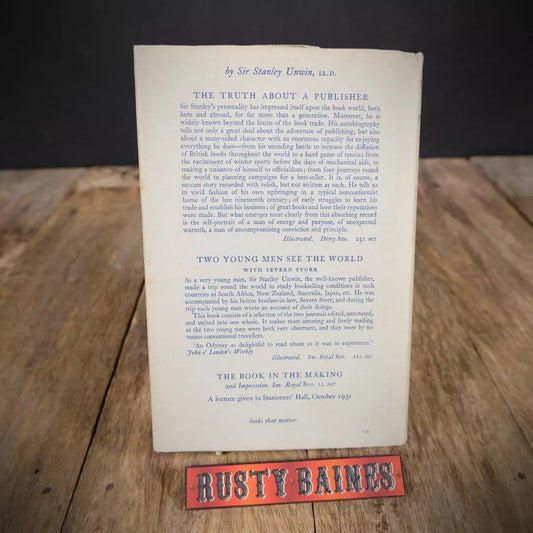 by Sir Stanley Unwin, LL.D.
THE TRUTH ABOUT A PUBLISHER
Sir Stanley's personality has impressed itself upon the book world, both
here and abroad, for far more than a generation. Moreover, he is
widely known beyond the limits of the book trade. His autobiography
tells not only a great deal about the adventure of publishing, but also
about a many-sided character with an enormous capacity for enjoying
everything he does—from his unending battle to increase the diffusion
of British books throughout the world to a hard game of tennis; from
the excitement of winter sports before the days of mechanical aids, to
making a nuisance of himself to officialdom; from four journeys round
the world to planning campaigns for a best-seller. It is, of course, a
success story recorded with relish, but not written as such. He tells us
in vivid fashion of his own upbringing in a typical nonconformist
home of the late nineteenth century; of early struggles to learn his
trade and establish his business; of great books and how their reputations
were made. But what emerges most clearly from this absorbing record
is the self-portrait of a man of energy and purpose, of unexpected
warmth, a man of uncompromising conviction and principle.
Illustrated. Demy 8vo. 25s. net
TWO YOUNG MEN SEE THE WORLD
WITH SEVERN STORR
As a very young man, Sir Stanley Unwin, the well-known publisher,
made a trip round the world to study bookselling conditions in such
countries as South Africa, New Zealand, Australia, Japan, etc. He was
accompanied by his future brother-in-law, Severn Storr, and during the
trip each young man wrote an account of their doings.
This book consists of a selection of the two journals edited, annotated,
and united into one whole. It makes most amusing and lively reading
as the two young men were both very observant, and they were by no
means conventional travellers.
'An Odyssey as delightful to read about as it was to experience.'
John o' London's Weekly
Illustrated. Sm. Royal 8vo. 21s. net
THE BOOK IN THE MAKING
2nd Impression. Sm. Royal 8vo. 1s. net
A lecture given in Stationers' Hall, October 1931
books that matter
RUSTY BAINES